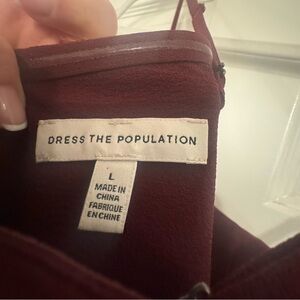 DRESS THE POPULATION
L
MADE IN
CHINA
FABRIQUE
EN CHINE